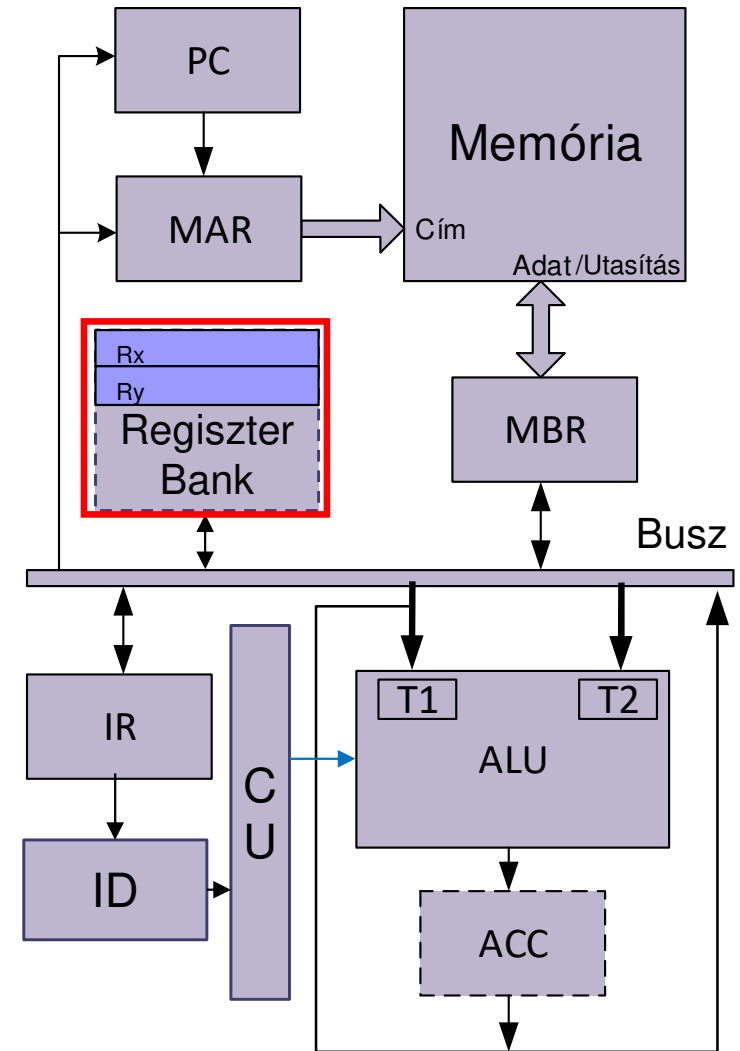 PC
Memória
MAR
Cím
Adat/Utasítás
Rx
Ry
Regiszter
Bank
MBR
Busz
IR
C
U
T1
T2
ALU
ID
ACC